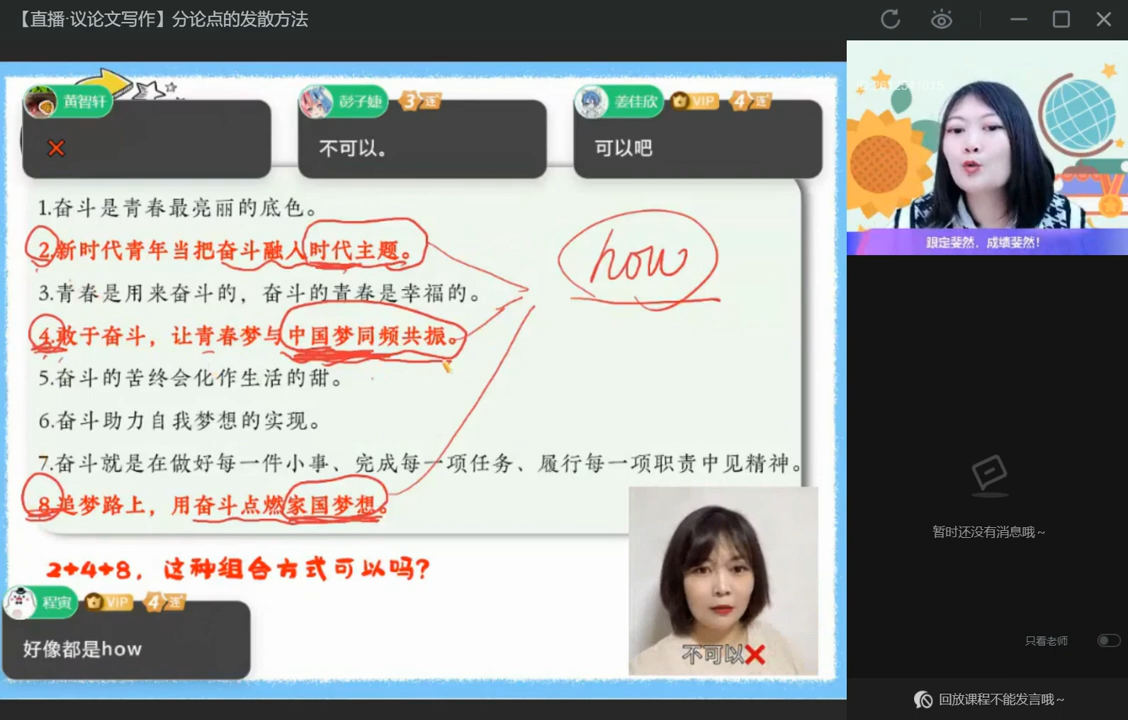 【直播·议论文写作】分论点的发散方法
黄智轩
×
彭子婕 3连
不可以。
姜佳欣 VIP 4连
可以吧
1.奋斗是青春最亮丽的底色。
2.新时代青年当把奋斗融入时代主题。
how
3.青春是用来奋斗的，奋斗的青春是幸福的。
4.敢于奋斗，让青春梦与中国梦同频共振。
5.奋斗的苦终会化作生活的甜。
6.奋斗助力自我梦想的实现。
7.奋斗就是在做好每一件小事、完成每一项任务、履行每一项职责中见精神。
8.追梦路上，用奋斗点燃家国梦想。
2+4+8，这种组合方式可以吗？
程寅 VIP 4连
好像都是how
不可以❌
跟定斐然，成绩斐然！
暂时还没有消息哦~
只看老师
回放课程不能发言哦~